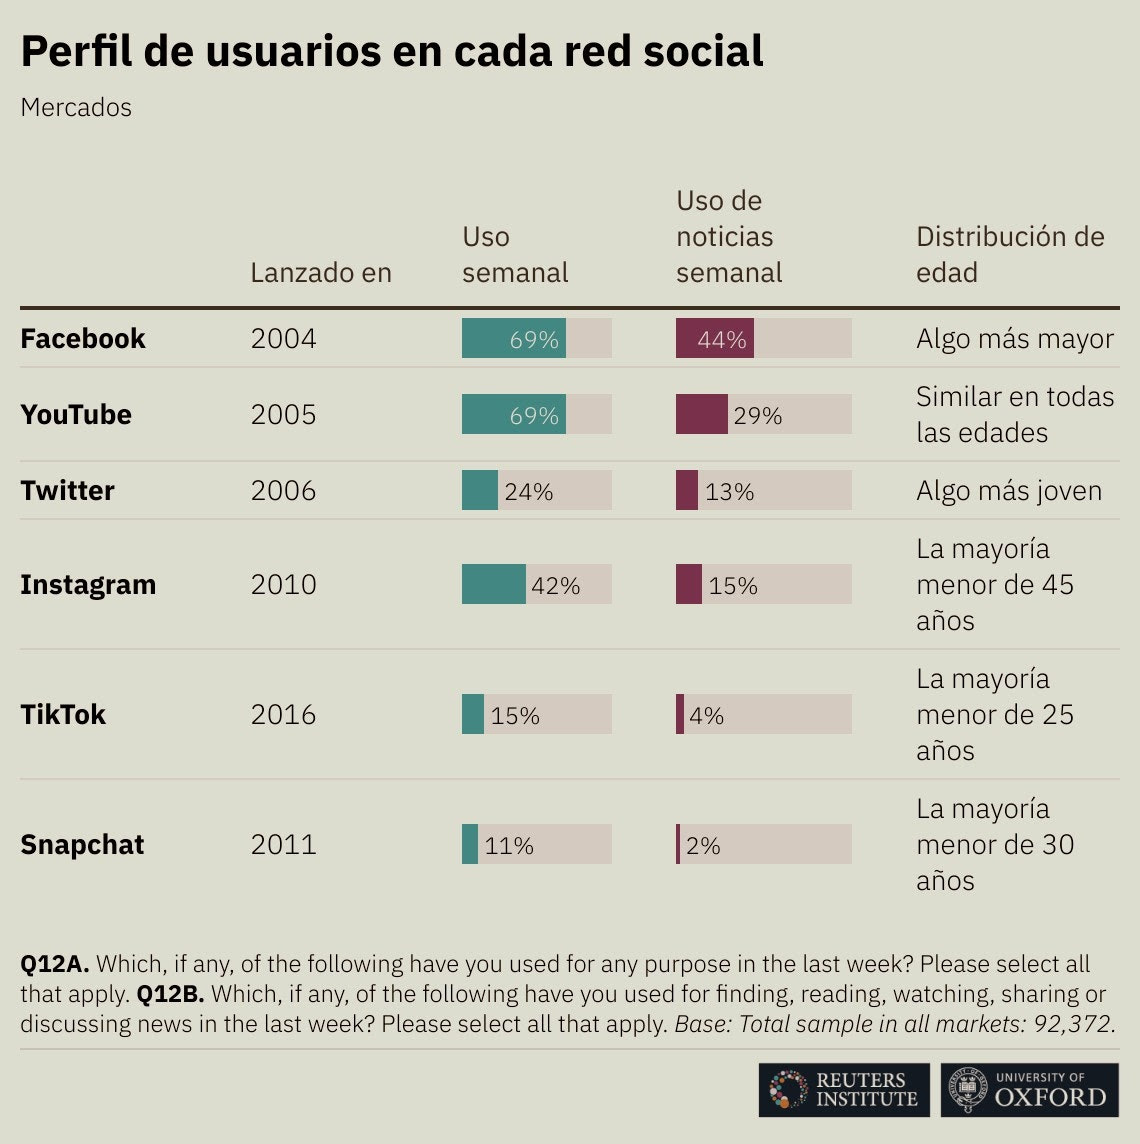 Perfil de usuarios en cada red social
Mercados
Lanzado en
Uso
semanal
Uso de
noticias
semanal
Distribución de
edad
Facebook 2004 69% 44% Algo más mayor
YouTube 2005 69% 29% Similar en todas
las edades
Twitter 2006 24% 13% Algo más joven
Instagram 2010 42% 15% La mayoría
menor de 45
años
TikTok 2016 15% 4% La mayoría
menor de 25
años
Snapchat 2011 11% 2% La mayoría
menor de 30
años
Q12A. Which, if any, of the following have you used for any purpose in the last week? Please select all
that apply. Q12B. Which, if any, of the following have you used for finding, reading, watching, sharing or
discussing news in the last week? Please select all that apply. Base: Total sample in all markets: 92,372.
REUTERS
INSTITUTE
UNIVERSITY OF
OXFORD